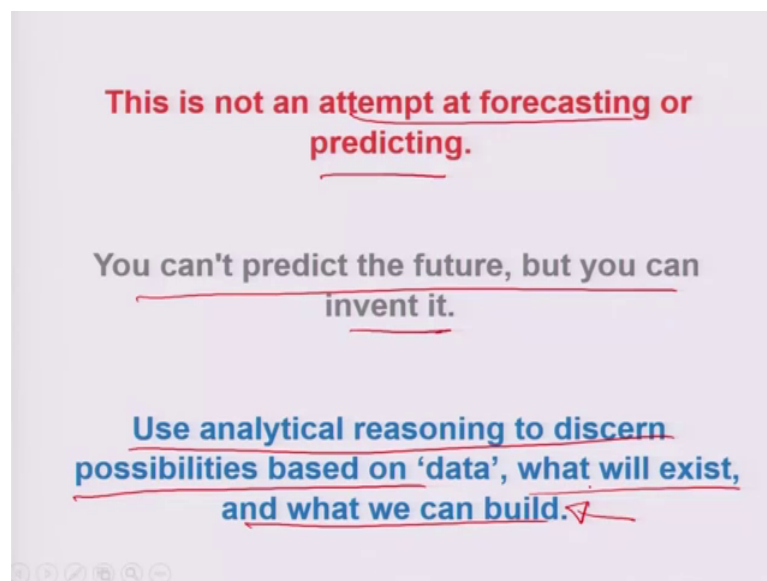 This is not an attempt at forecasting or
predicting.
You can't predict the future, but you can
invent it.
Use analytical reasoning to discern
possibilities based on ‘data’, what will exist,
and what we can build.